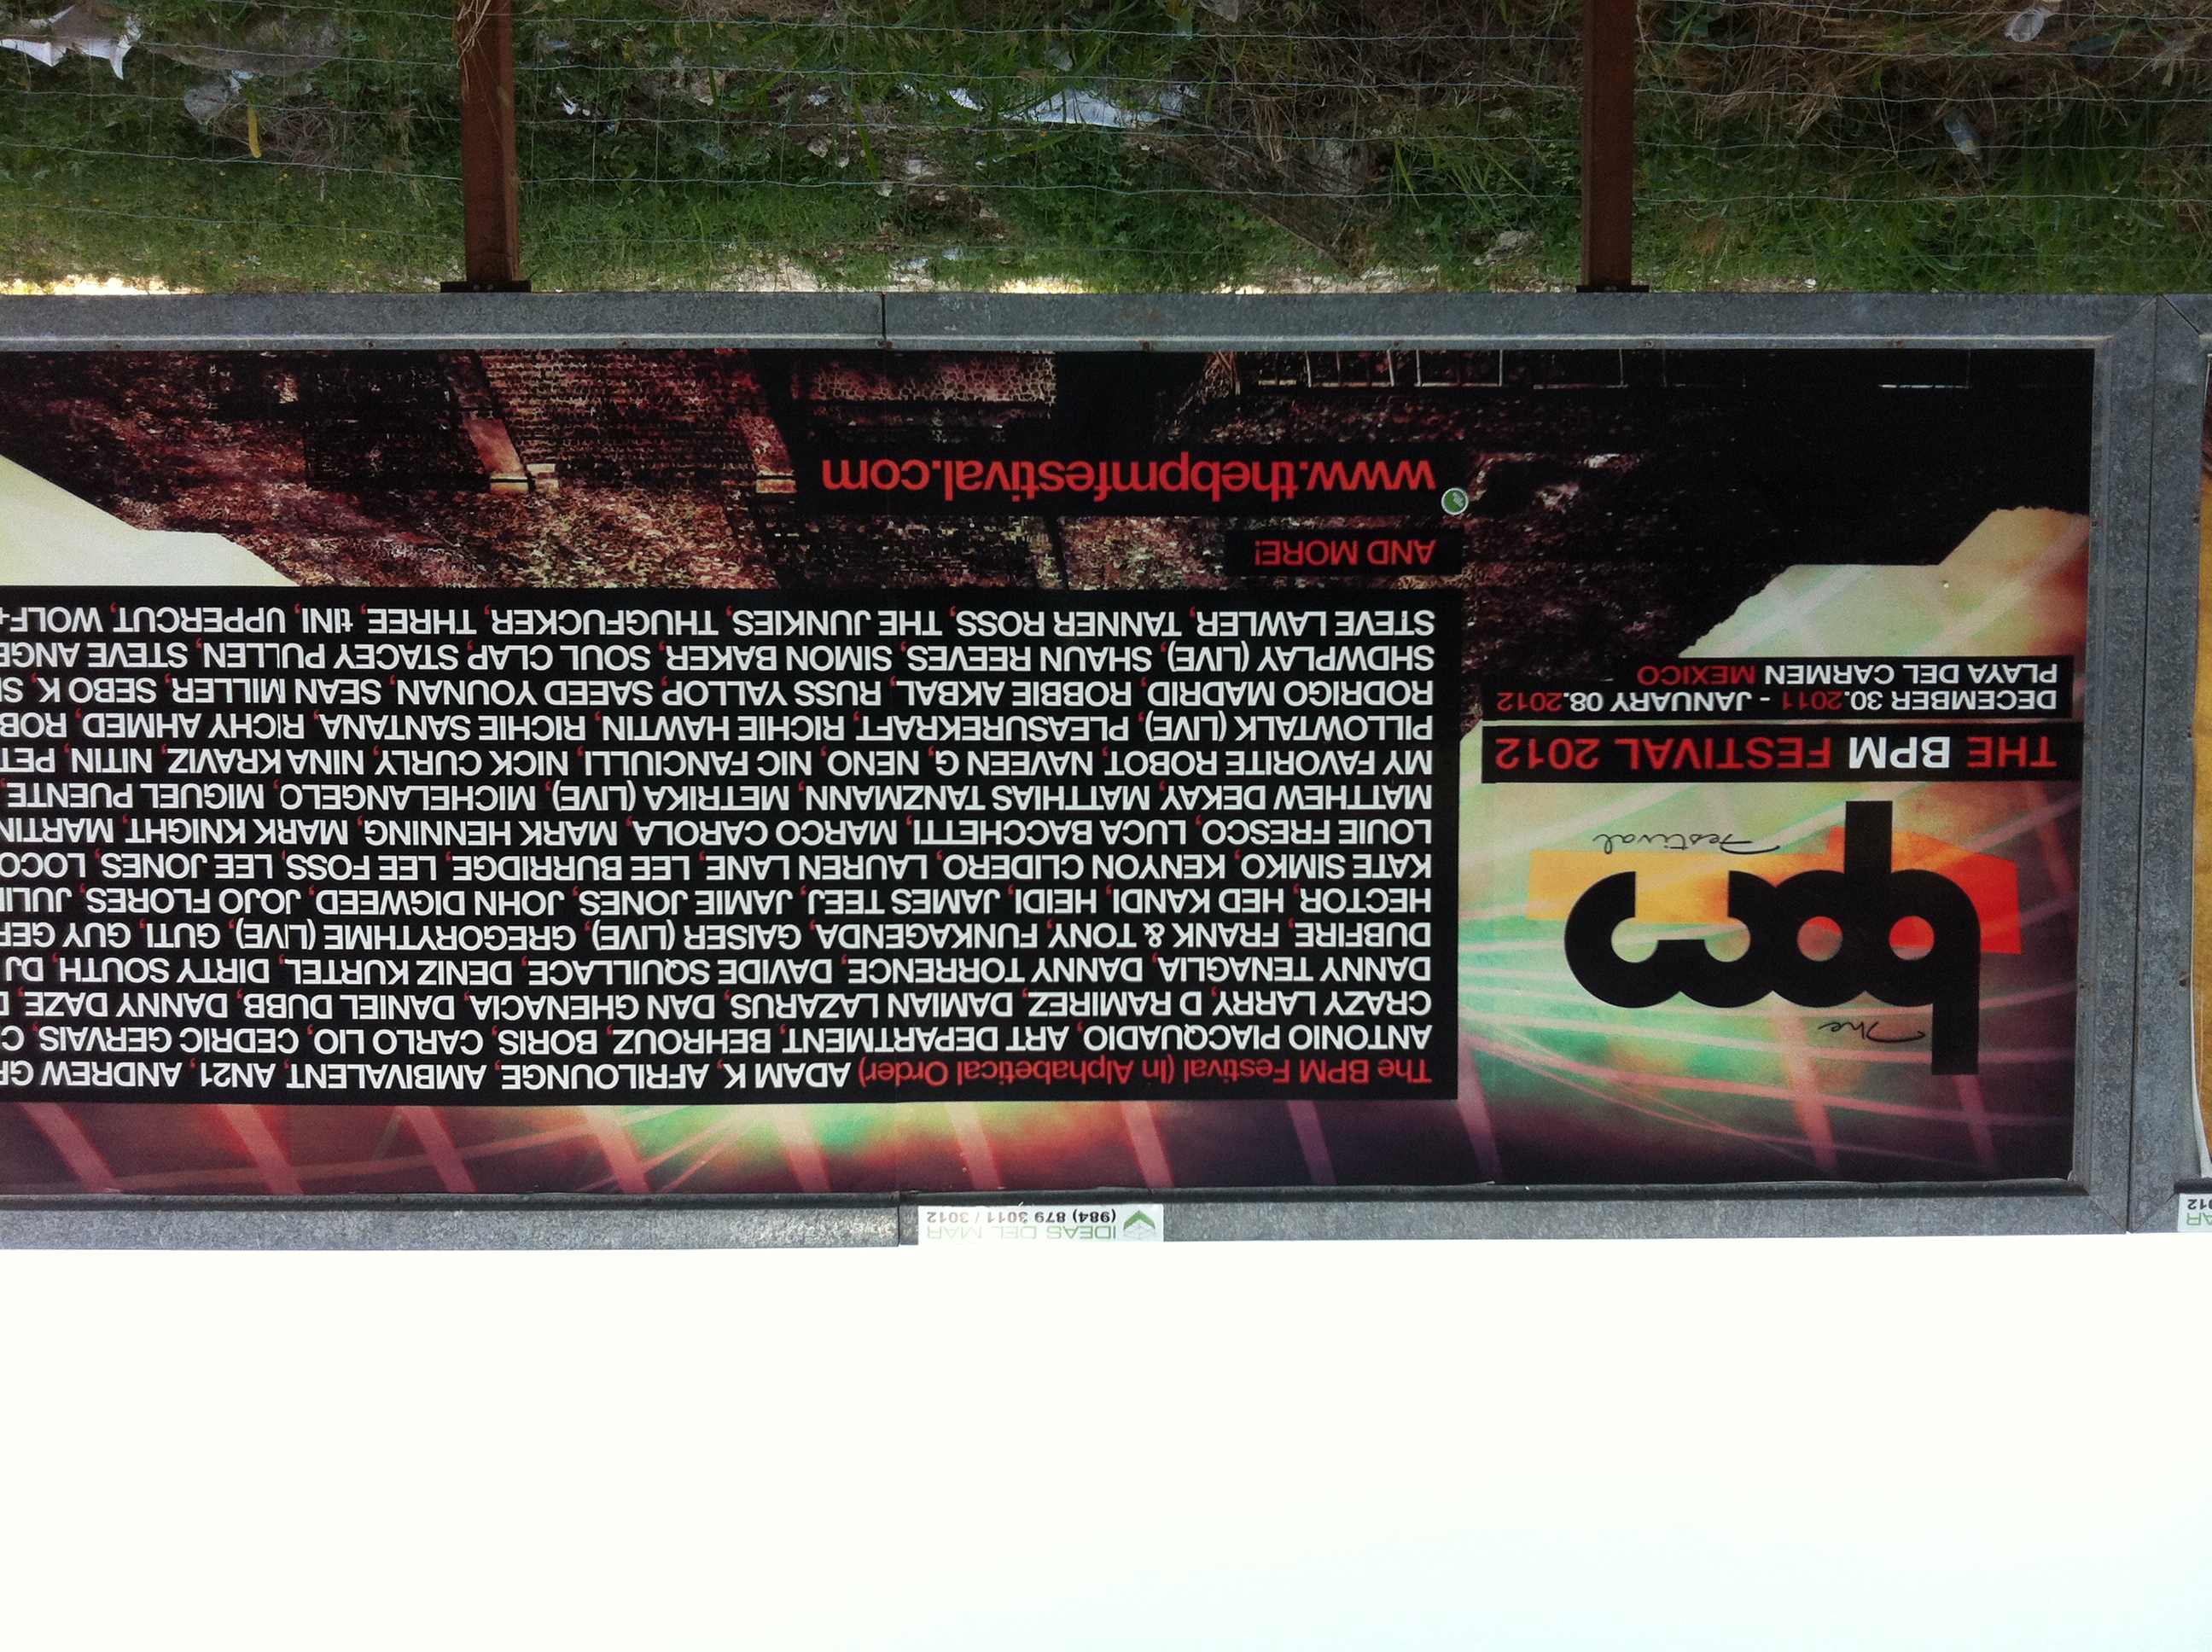 IDEAS DEL MAR
(984) 879 3011 / 3012
AR
012
The
bpm
Festival
THE BPM FESTIVAL 2012
DECEMBER 30.2011 - JANUARY 08.2012
PLAYA DEL CARMEN MEXICO
The BPM Festival (In Alphabetical Order) ADAM K, AFRILOUNGE, AMBIVALENT, AN21, ANDREW
ANTONIO PIACQUADIO, ART DEPARTMENT, BEHROUZ, BORIS, CARLO LIO, CEDRIC GERVAIS,
CRAZY LARRY, D RAMIREZ, DAMIAN LAZARUS, DAN GHENACIA, DANIEL DUBB, DANNY DAZE,
DANNY TENAGLIA, DANNY TORRENCE, DAVIDE SQUILLACE, DENIZ KURTEL, DIRTY SOUTH, DJ
DUBFIRE, FRANK & TONY, FUNKAGENDA, GAISER (LIVE), GREGORYTHME (LIVE), GUTI, GUY
HECTOR, HED KANDI, HEIDI, JAMES TEEJ, JAMIE JONES, JOHN DIGWEED, JOJO FLORES,
KATE SIMKO, KENYON CLIDERO, LAUREN LANE, LEE BURRIDGE, LEE FOSS, LEE JONES, LOCO
LOUIE FRESCO, LUCA BACCHETTI, MARCO CAROLA, MARK HENNING, MARK KNIGHT, MARTIN
MATTHEW DEKAY, MATTHIAS TANZMANN, METRIKA (LIVE), MICHELANGELO, MIGUEL PUENTE
MY FAVORITE ROBOT, NAVEEN G, NENO, NIC FANCIULLI, NICK CURLY, NINA KRAVIZ, NITIN,
PILLOWTALK (LIVE), PLEASUREKRAFT, RICHIE HAWTIN, RICHIE SANTANA, RICHY AHMED,
RODRIGO MADRID, ROBBIE AKBAL, RUSS YALLOP, SAEED YOUNAN, SEAN MILLER, SEBO K,
SHDWPLAY (LIVE), SHAUN REEVES, SIMON BAKER, SOUL CLAP, STACEY PULLEN, STEVE
STEVE LAWLER, TANNER ROSS, THE JUNKIES, THUGFUCKER, THREE, tINI, UPPERCUT, WOLF+
AND MORE!
www.thebpmfestival.com